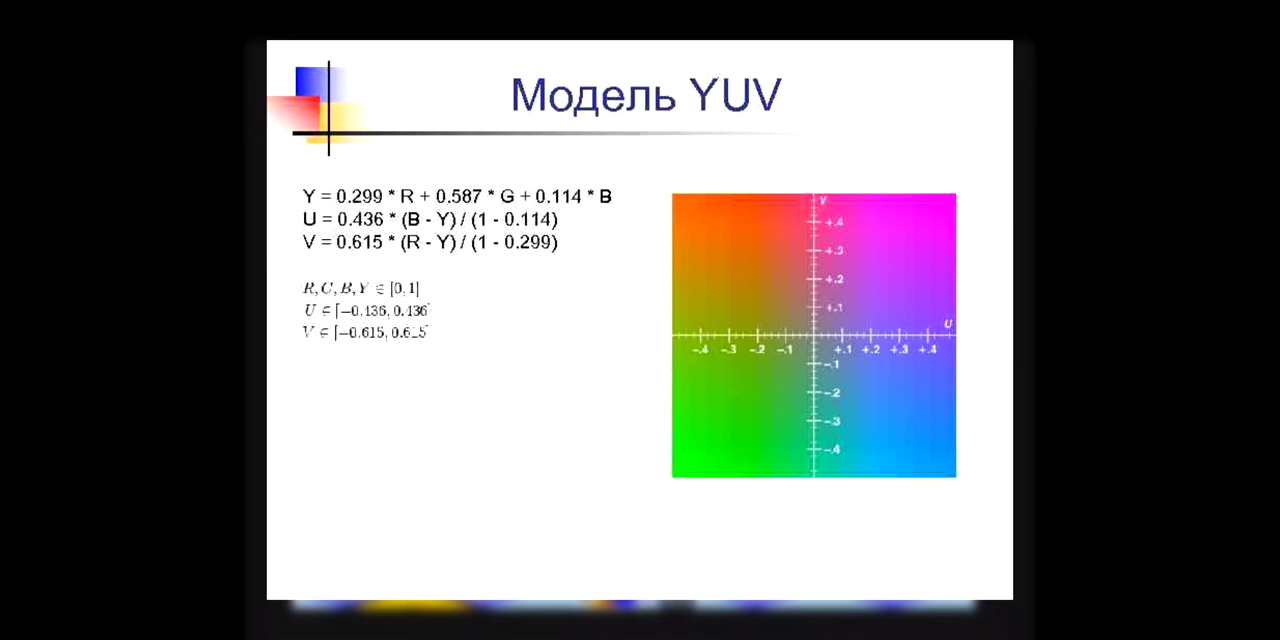 Модель YUV
Y = 0.299 * R + 0.587 * G + 0.114 * B
U = 0.436 * (B - Y) / (1 - 0.114)
V = 0.615 * (R - Y) / (1 - 0.299)
R, G, B, Y ∈ [0, 1]
U ∈ [−0.436, 0.436]
V ∈ [−0.615, 0.615]
V
+.4
+.3
+.2
+.1
U
-.4 -.3 -.2 -.1 +.1 +.2 +.3 +.4
-.1
-.2
-.3
-.4